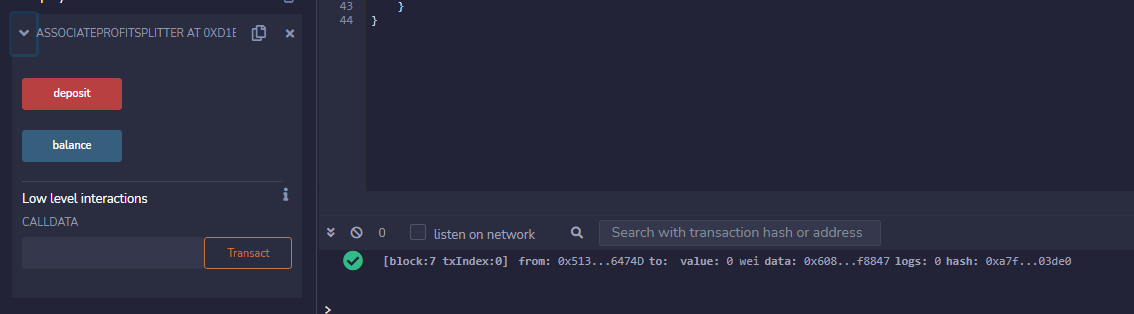 ASSOCIATEPROFITSPLITTER AT 0XD1E
deposit
balance
Low level interactions
CALLDATA
Transact
43 }
44 }
0 listen on network Search with transaction hash or address
[block:7 txIndex:0] from: 0x513...6474D to: value: 0 wei data: 0x608...f8847 logs: 0 hash: 0xa7f...03de0
>